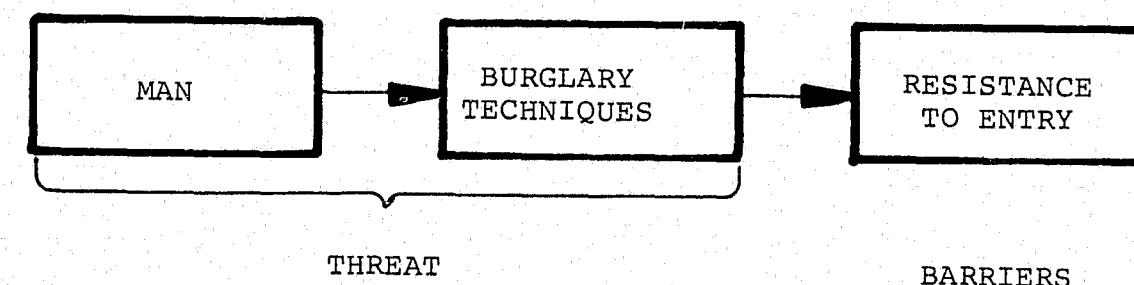 MAN
BURGLARY
TECHNIQUES
RESISTANCE
TO ENTRY
THREAT
BARRIERS